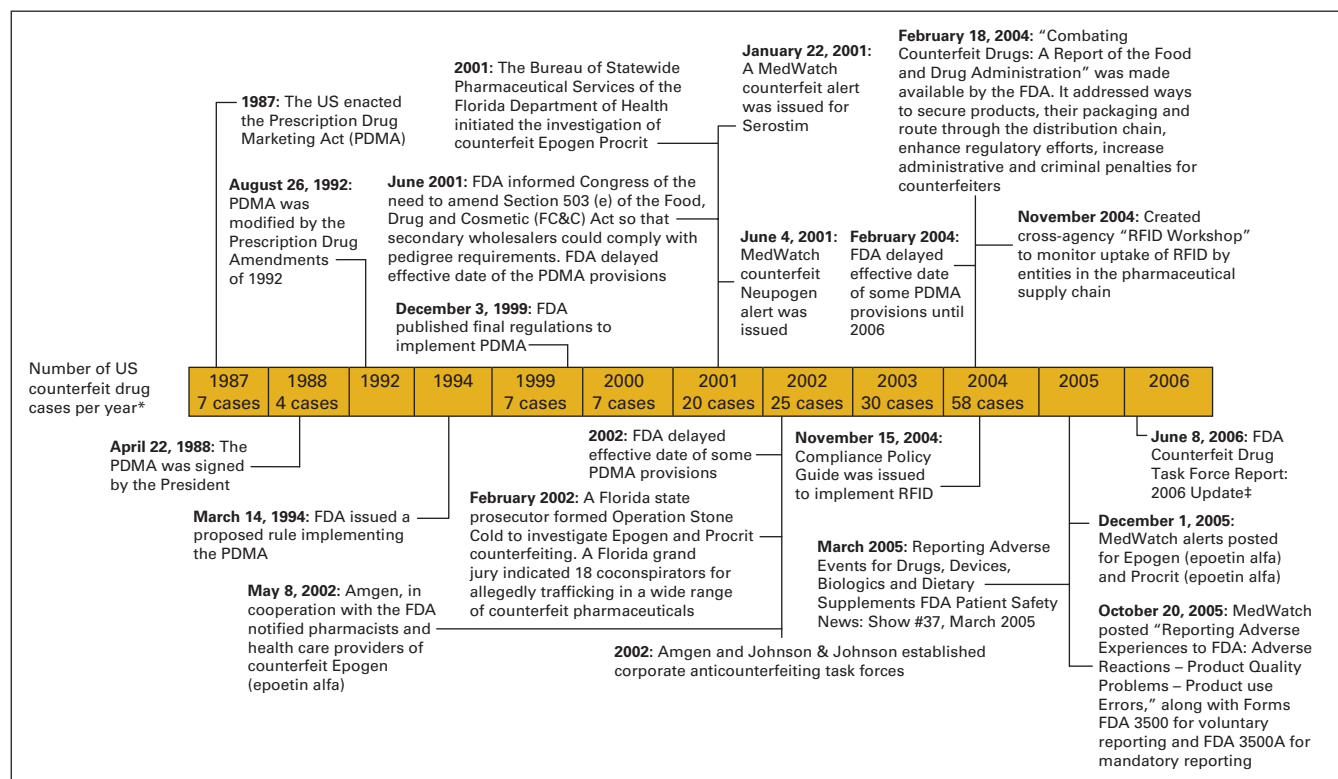 1987: The US enacted
the Prescription Drug
Marketing Act (PDMA)
August 26, 1992:
PDMA was
modified by the
Prescription Drug
Amendments
of 1992
2001: The Bureau of Statewide
Pharmaceutical Services of the
Florida Department of Health
initiated the investigation of
counterfeit Epogen Procrit
June 2001: FDA informed Congress of the
need to amend Section 503 (e) of the Food,
Drug and Cosmetic (FC&C) Act so that
secondary wholesalers could comply with
pedigree requirements. FDA delayed
effective date of the PDMA provisions
December 3, 1999: FDA
published final regulations to
implement PDMA
January 22, 2001:
A MedWatch
counterfeit alert
was issued for
Serostim
June 4, 2001:
MedWatch
counterfeit
Neupogen
alert was
issued
February 2004:
FDA delayed
effective date
of some PDMA
provisions until
2006
February 18, 2004: “Combating
Counterfeit Drugs: A Report of the Food
and Drug Administration” was made
available by the FDA. It addressed ways
to secure products, their packaging and
route through the distribution chain,
enhance regulatory efforts, increase
administrative and criminal penalties for
counterfeiters
November 2004: Created
cross-agency “RFID Workshop”
to monitor uptake of RFID by
entities in the pharmaceutical
supply chain
Number of US
counterfeit drug
cases per year*
1987
7 cases
1988
4 cases
1992
1994
1999
7 cases
2000
7 cases
2001
20 cases
2002
25 cases
2003
30 cases
2004
58 cases
2005
2006
April 22, 1988: The
PDMA was signed
by the President
March 14, 1994: FDA issued a
proposed rule implementing
the PDMA
May 8, 2002: Amgen, in
cooperation with the FDA
notified pharmacists and
health care providers of
counterfeit Epogen
(epoetin alfa)
2002: FDA delayed
effective date of some
PDMA provisions
February 2002: A Florida state
prosecutor formed Operation Stone
Cold to investigate Epogen and Procrit
counterfeiting. A Florida grand
jury indicated 18 coconspirators for
allegedly trafficking in a wide range
of counterfeit pharmaceuticals
2002: Amgen and Johnson & Johnson established
corporate anticounterfeiting task forces
November 15, 2004:
Compliance Policy
Guide was issued
to implement RFID
March 2005: Reporting Adverse
Events for Drugs, Devices,
Biologics and Dietary
Supplements FDA Patient Safety
News: Show #37, March 2005
June 8, 2006: FDA
Counterfeit Drug
Task Force Report:
2006 Update‡
December 1, 2005:
MedWatch alerts posted
for Epogen (epoetin alfa)
and Procrit (epoetin alfa)
October 20, 2005: MedWatch
posted “Reporting Adverse
Experiences to FDA: Adverse
Reactions – Product Quality
Problems – Product use
Errors,” along with Forms
FDA 3500 for voluntary
reporting and FDA 3500A for
mandatory reporting